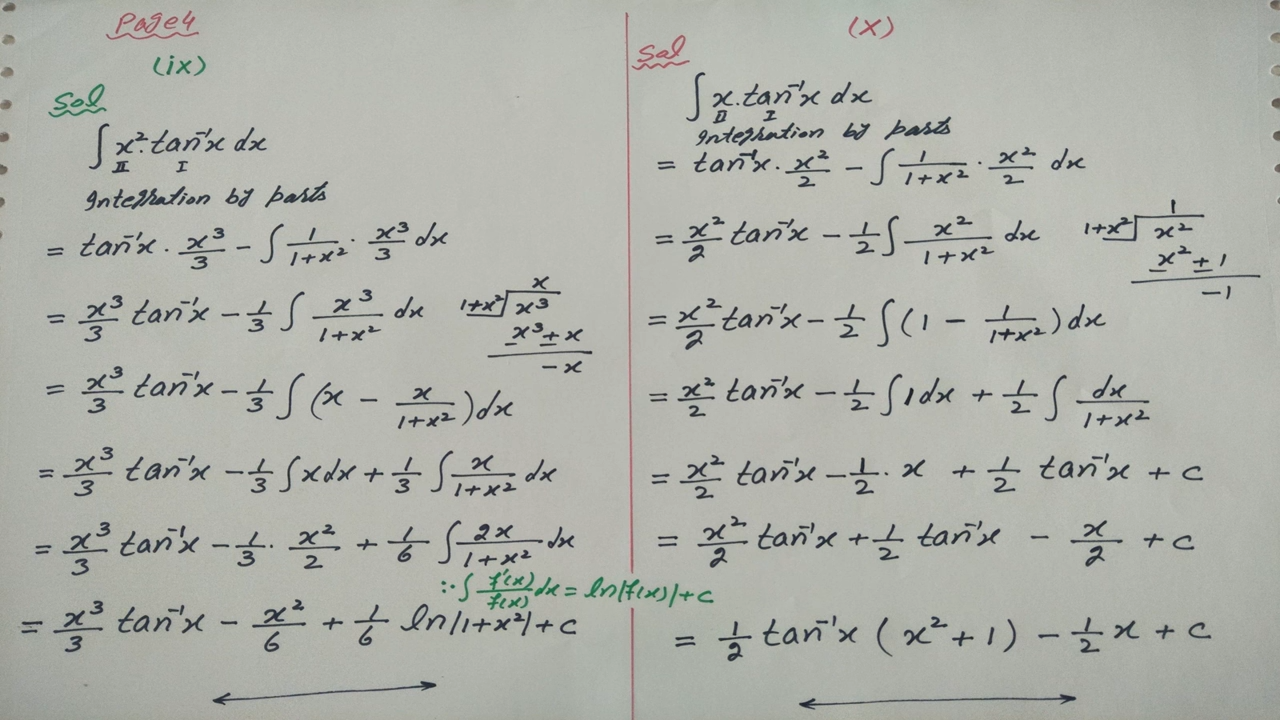 Page 4
(ix)
Sol
∫ x². tan⁻¹x dx
II I
Integration by parts
= tan⁻¹x . x³/3 − ∫ 1/(1+x²) . x³/3 dx
= x³/3 tan⁻¹x − 1/3 ∫ x³/(1+x²) dx
x
1+x² x³
x³ + x
− −
−x
= x³/3 tan⁻¹x − 1/3 ∫ (x − x/(1+x²)) dx
= x³/3 tan⁻¹x − 1/3 ∫ x dx + 1/3 ∫ x/(1+x²) dx
= x³/3 tan⁻¹x − 1/3 . x²/2 + 1/6 ∫ 2x/(1+x²) dx
∵ ∫ f'(x)/f(x) dx = ln|f(x)| + c
= x³/3 tan⁻¹x − x²/6 + 1/6 ln|1+x²| + c
(X)
Sol
∫ x. tan⁻¹x dx
II I
Integration by parts
= tan⁻¹x . x²/2 − ∫ 1/(1+x²) . x²/2 dx
= x²/2 tan⁻¹x − 1/2 ∫ x²/(1+x²) dx
1
1+x² x²
x² + 1
− −
−1
= x²/2 tan⁻¹x − 1/2 ∫ (1 − 1/(1+x²)) dx
= x²/2 tan⁻¹x − 1/2 ∫ 1 dx + 1/2 ∫ dx/(1+x²)
= x²/2 tan⁻¹x − 1/2 . x + 1/2 tan⁻¹x + c
= x²/2 tan⁻¹x + 1/2 tan⁻¹x − x/2 + c
= 1/2 tan⁻¹x (x²+1) − 1/2 x + c